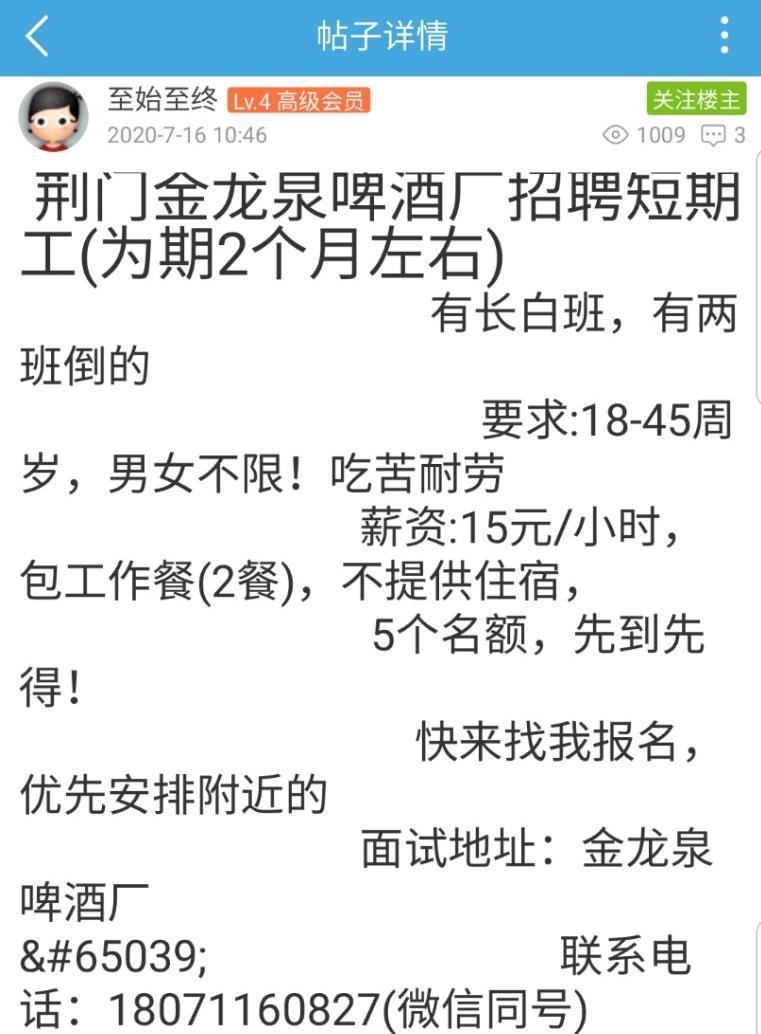 帖子详情
至始至终 Lv.4 高级会员 关注楼主
2020-7-16 10:46 1009 3
荆门金龙泉啤酒厂招聘短期
工(为期2个月左右)
有长白班，有两
班倒的
要求:18-45周
岁，男女不限！吃苦耐劳
薪资:15元/小时，
包工作餐(2餐)，不提供住宿，
5个名额，先到先
得！
快来找我报名，
优先安排附近的
面试地址：金龙泉
啤酒厂
&#65039; 联系电
话：18071160827(微信同号)